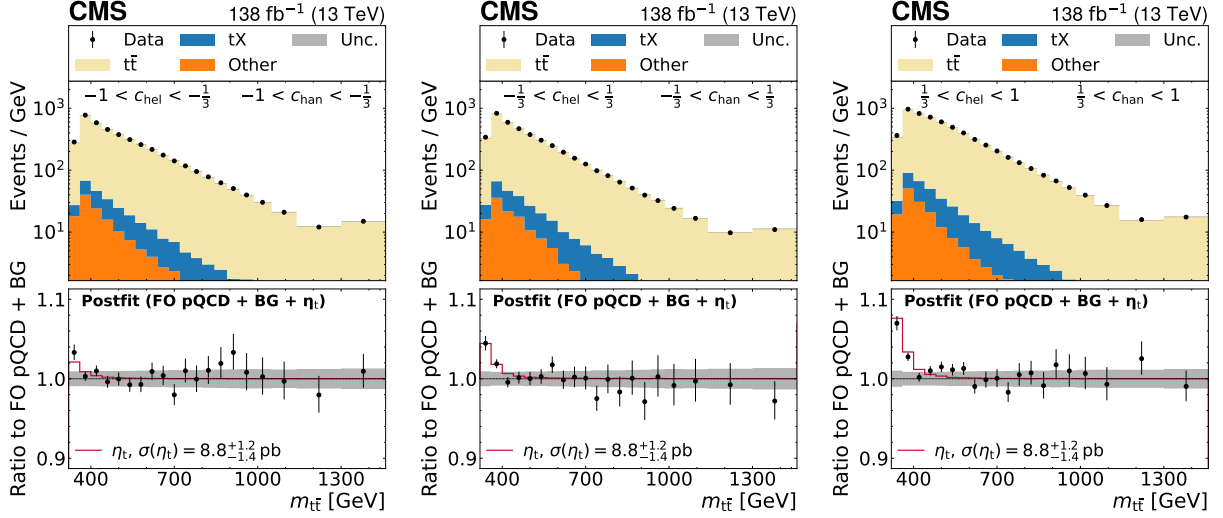 CMS 138 fb⁻¹ (13 TeV)
Data tX Unc.
tt̄ Other
−1 < c_hel < −1/3 −1 < c_han < −1/3
Events / GeV
10³
10²
10¹
Postfit (FO pQCD + BG + η_t)
Ratio to FO pQCD + BG
1.1
1.0
0.9
η_t, σ(η_t) = 8.8 +1.2 −1.4 pb
400 700 1000 1300
m_tt̄ [GeV]
CMS 138 fb⁻¹ (13 TeV)
Data tX Unc.
tt̄ Other
−1/3 < c_hel < 1/3 −1/3 < c_han < 1/3
Events / GeV
10³
10²
10¹
Postfit (FO pQCD + BG + η_t)
Ratio to FO pQCD + BG
1.1
1.0
0.9
η_t, σ(η_t) = 8.8 +1.2 −1.4 pb
400 700 1000 1300
m_tt̄ [GeV]
CMS 138 fb⁻¹ (13 TeV)
Data tX Unc.
tt̄ Other
1/3 < c_hel < 1 1/3 < c_han < 1
Events / GeV
10³
10²
10¹
Postfit (FO pQCD + BG + η_t)
Ratio to FO pQCD + BG
1.1
1.0
0.9
η_t, σ(η_t) = 8.8 +1.2 −1.4 pb
400 700 1000 1300
m_tt̄ [GeV]